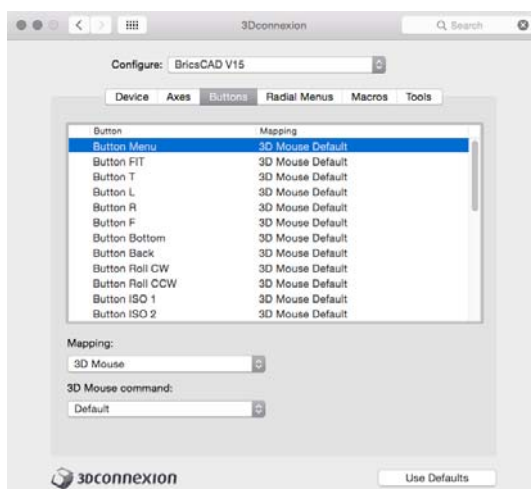 3Dconnexion
Search
Configure: BricsCAD V15
Device Axes Buttons Radial Menus Macros Tools
Button Mapping
Button Menu 3D Mouse Default
Button FIT 3D Mouse Default
Button T 3D Mouse Default
Button L 3D Mouse Default
Button R 3D Mouse Default
Button F 3D Mouse Default
Button Bottom 3D Mouse Default
Button Back 3D Mouse Default
Button Roll CW 3D Mouse Default
Button Roll CCW 3D Mouse Default
Button ISO 1 3D Mouse Default
Button ISO 2 3D Mouse Default
Mapping:
3D Mouse
3D Mouse command:
Default
3Dconnexion
Use Defaults